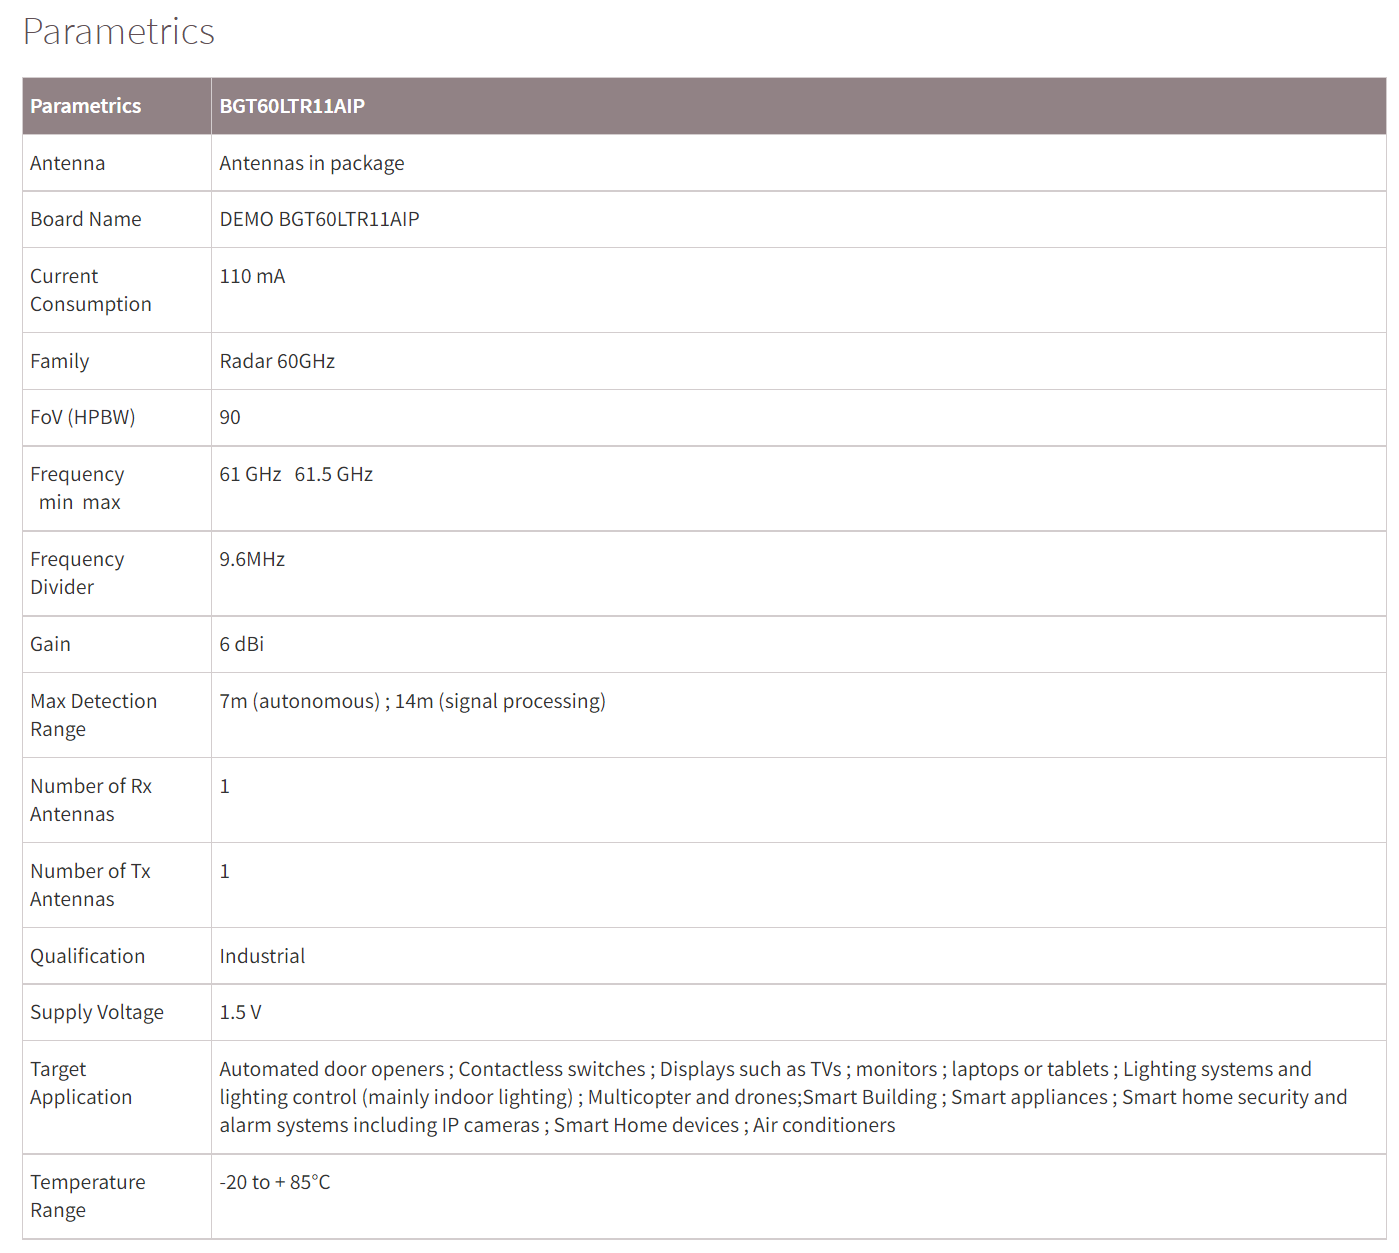 Parametrics
Parametrics BGT60LTR11AIP
Antenna Antennas in package
Board Name DEMO BGT60LTR11AIP
Current 110 mA
Consumption
Family Radar 60GHz
FoV (HPBW) 90
Frequency 61 GHz 61.5 GHz
min max
Frequency 9.6MHz
Divider
Gain 6 dBi
Max Detection 7m (autonomous) ; 14m (signal processing)
Range
Number of Rx 1
Antennas
Number of Tx 1
Antennas
Qualification Industrial
Supply Voltage 1.5 V
Target Automated door openers ; Contactless switches ; Displays such as TVs ; monitors ; laptops or tablets ; Lighting systems and
Application lighting control (mainly indoor lighting) ; Multicopter and drones;Smart Building ; Smart appliances ; Smart home security and
alarm systems including IP cameras ; Smart Home devices ; Air conditioners
Temperature -20 to + 85°C
Range